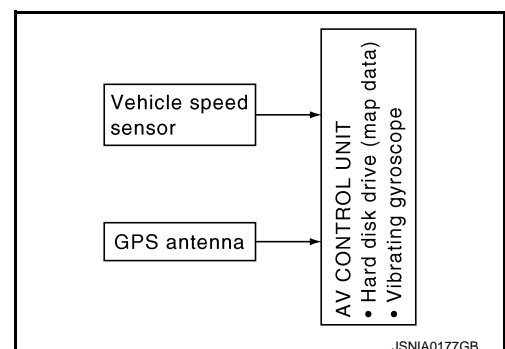 Vehicle speed
sensor
GPS antenna
AV CONTROL UNIT
• Hard disk drive (map data)
• Vibrating gyroscope
JSNIA0177GB